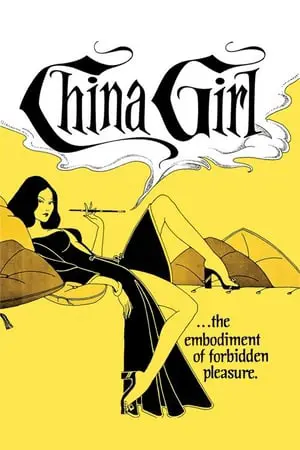 China Girl
...the
embodiment
of forbidden
pleasure.